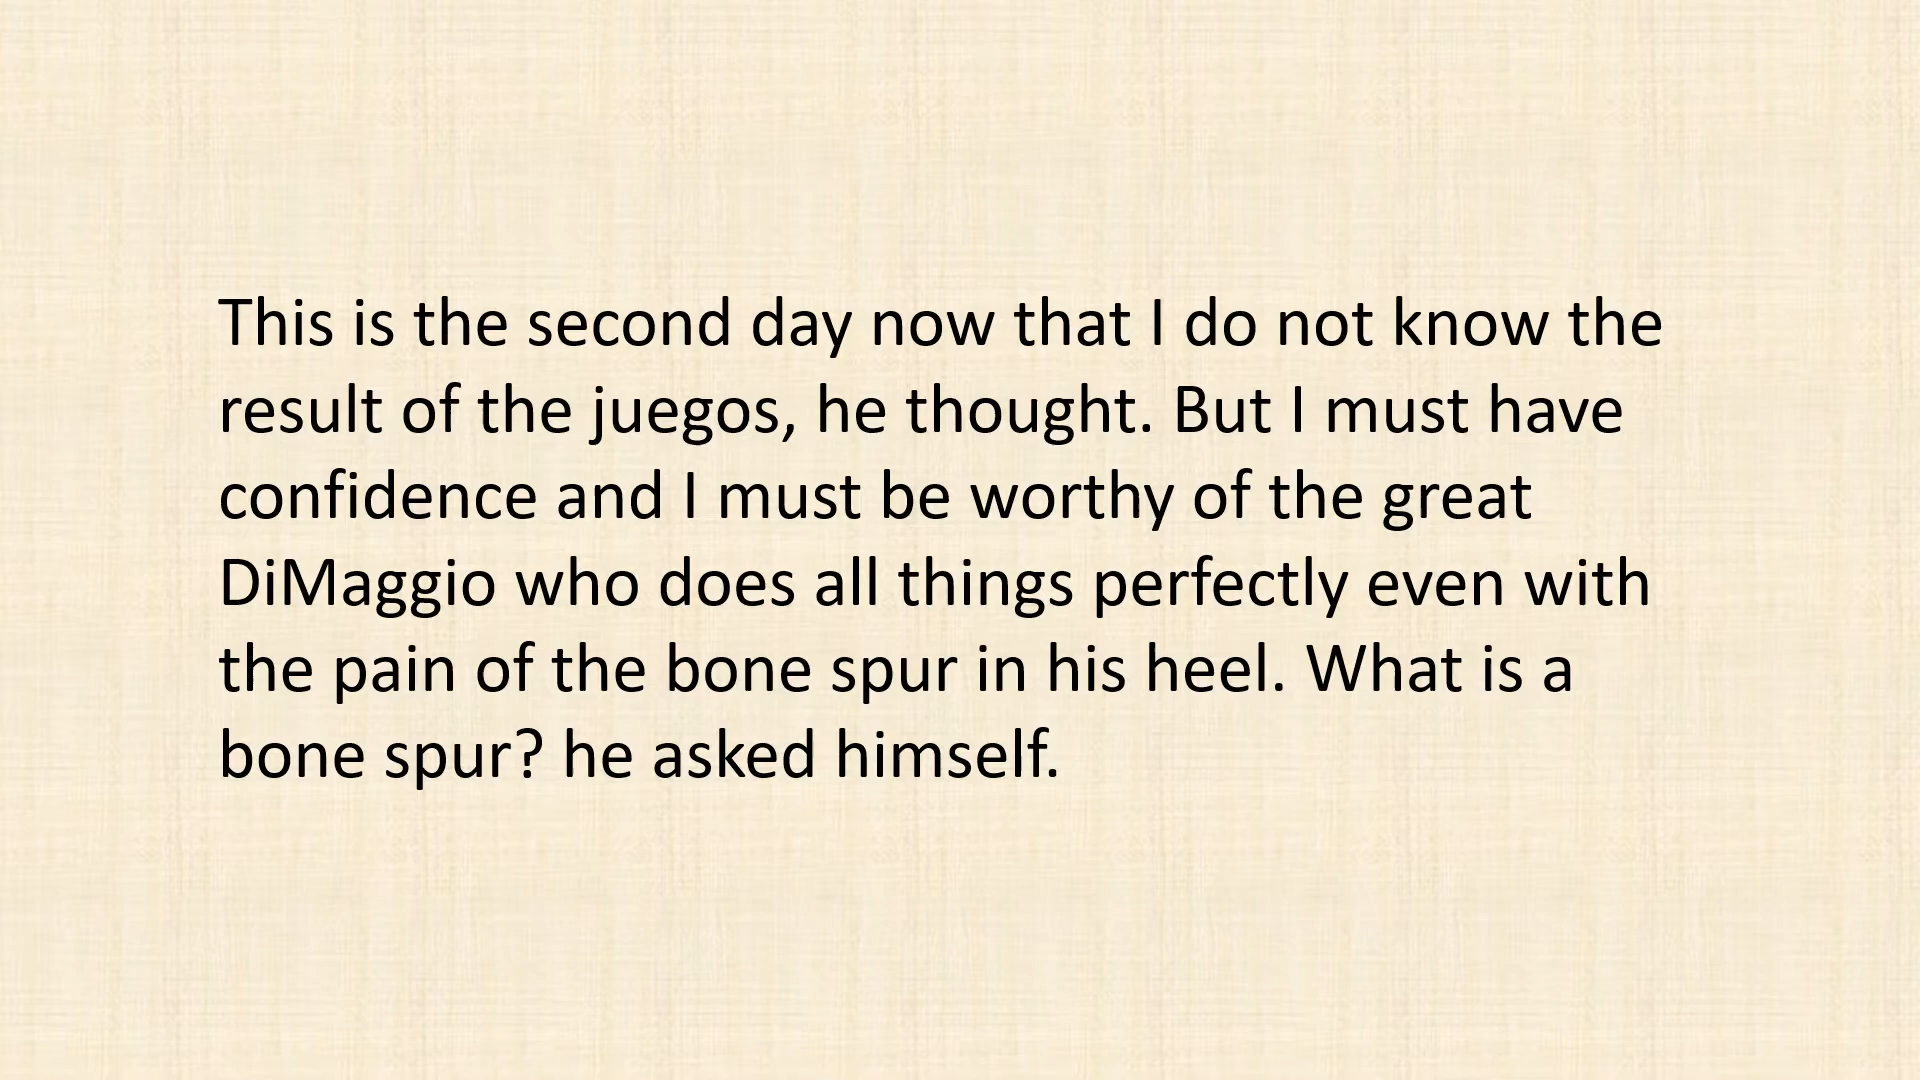 This is the second day now that I do not know the
result of the juegos, he thought. But I must have
confidence and I must be worthy of the great
DiMaggio who does all things perfectly even with
the pain of the bone spur in his heel. What is a
bone spur? he asked himself.